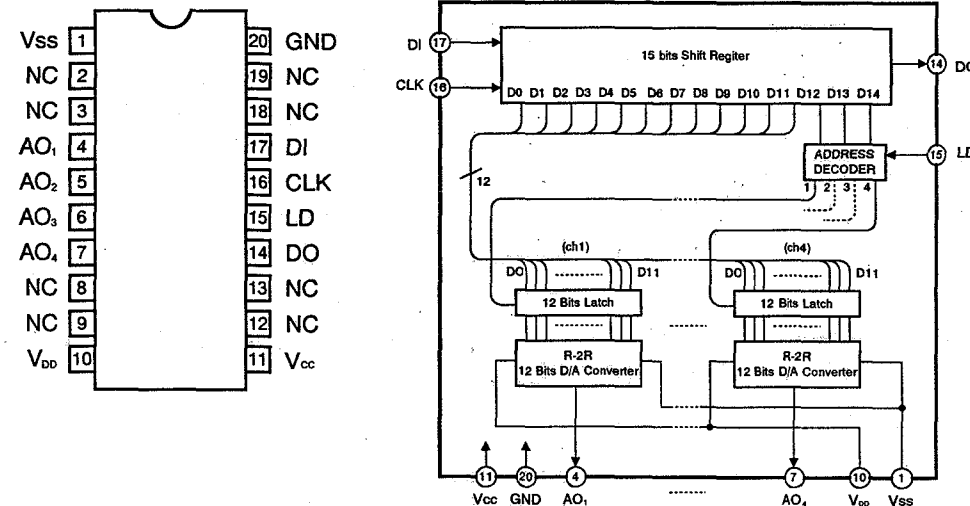 Vss 1 20 GND
NC 2 19 NC
NC 3 18 NC
AO₁ 4 17 DI
AO₂ 5 16 CLK
AO₃ 6 15 LD
AO₄ 7 14 DO
NC 8 13 NC
NC 9 12 NC
VDD 10 11 Vcc
DI 17
15 bits Shift Regiter
14
CLK 16
D0 D1 D2 D3 D4 D5 D6 D7 D8 D9 D10 D11 D12 D13 D14
ADDRESS
DECODER
15
12
1 2 3 4
(ch1) (ch4)
D0 D11 D0 D11
12 Bits Latch 12 Bits Latch
R-2R R-2R
12 Bits D/A Converter 12 Bits D/A Converter
11 20 4 7 10 1
Vcc GND AO₁ AO₄ VDD Vss